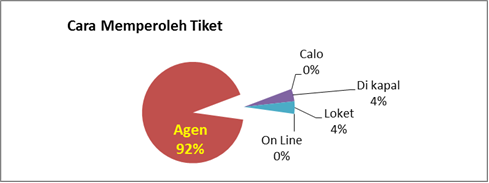 Cara Memperoleh Tiket
Calo
0%
Di kapal
4%
Loket
4%
On Line
0%
Agen
92%